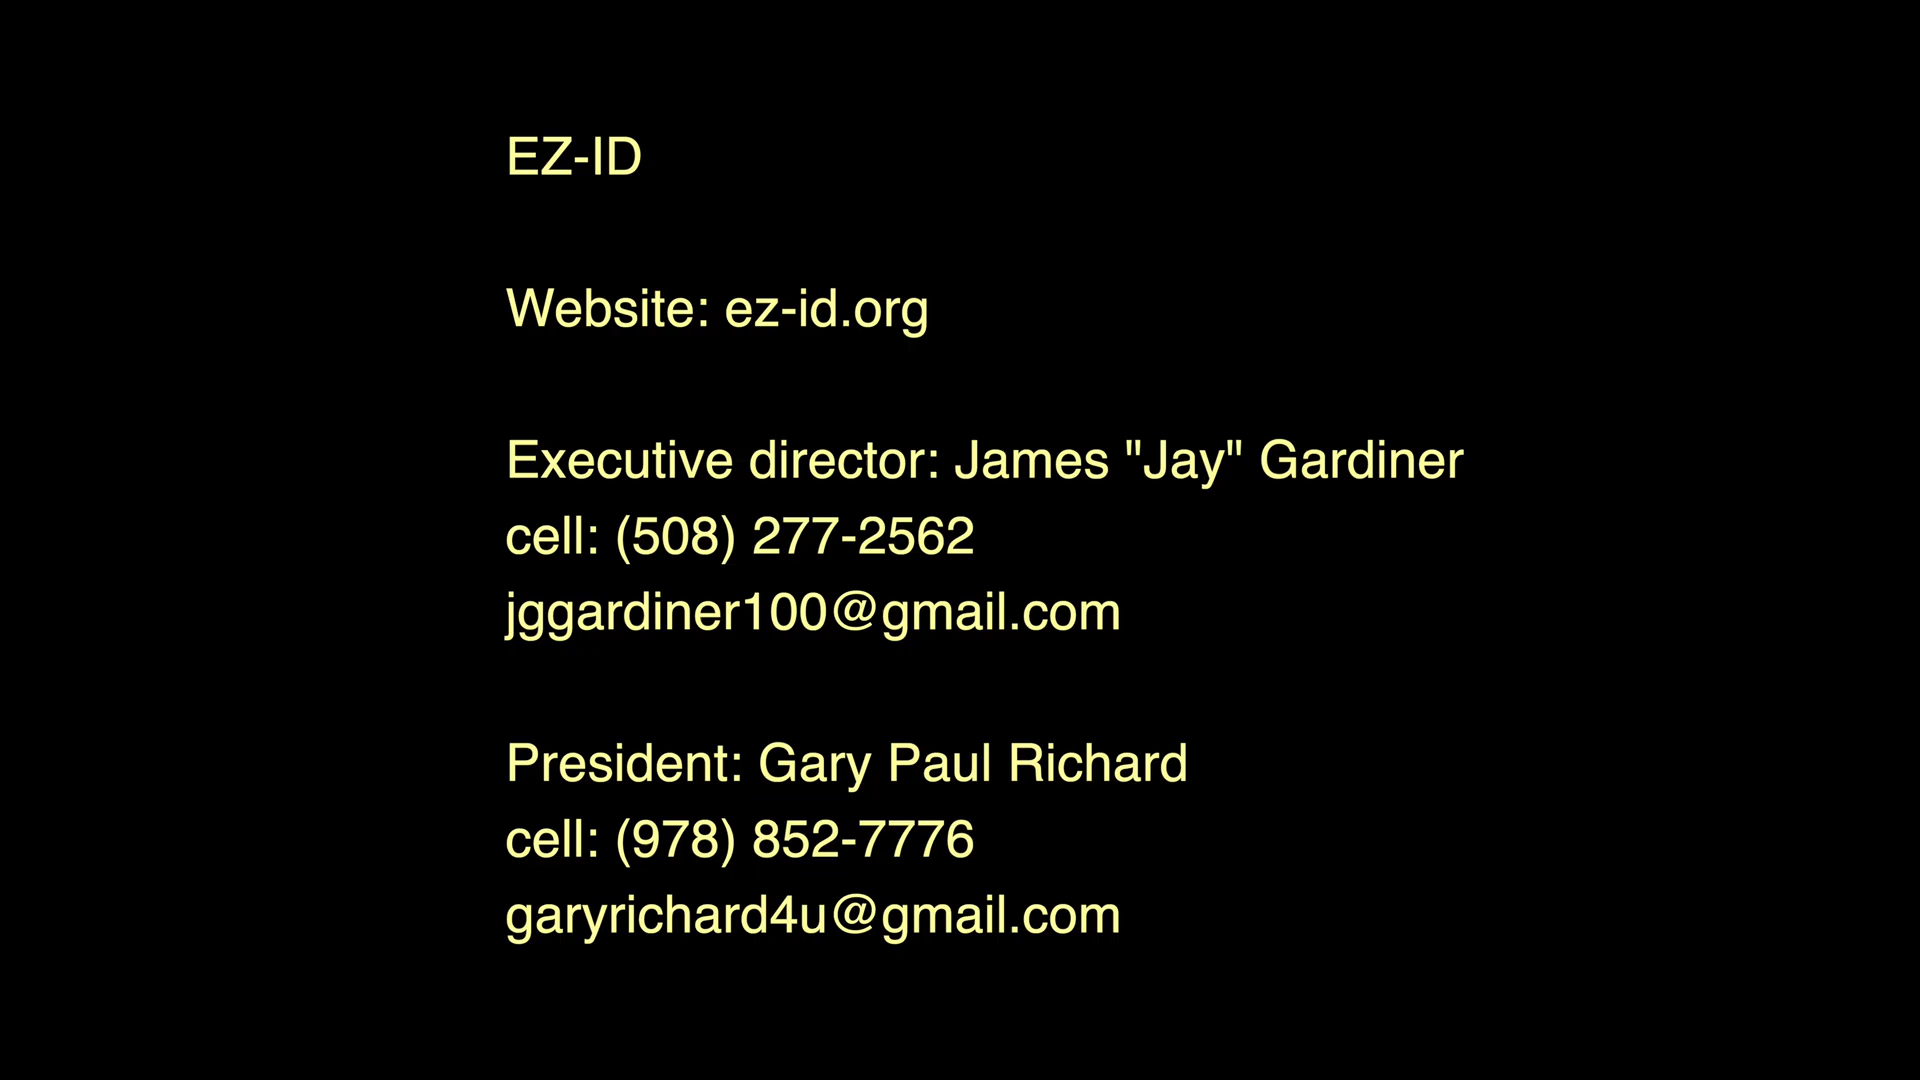 EZ-ID
Website: ez-id.org
Executive director: James "Jay" Gardiner
cell: (508) 277-2562
jggardiner100@gmail.com
President: Gary Paul Richard
cell: (978) 852-7776
garyrichard4u@gmail.com